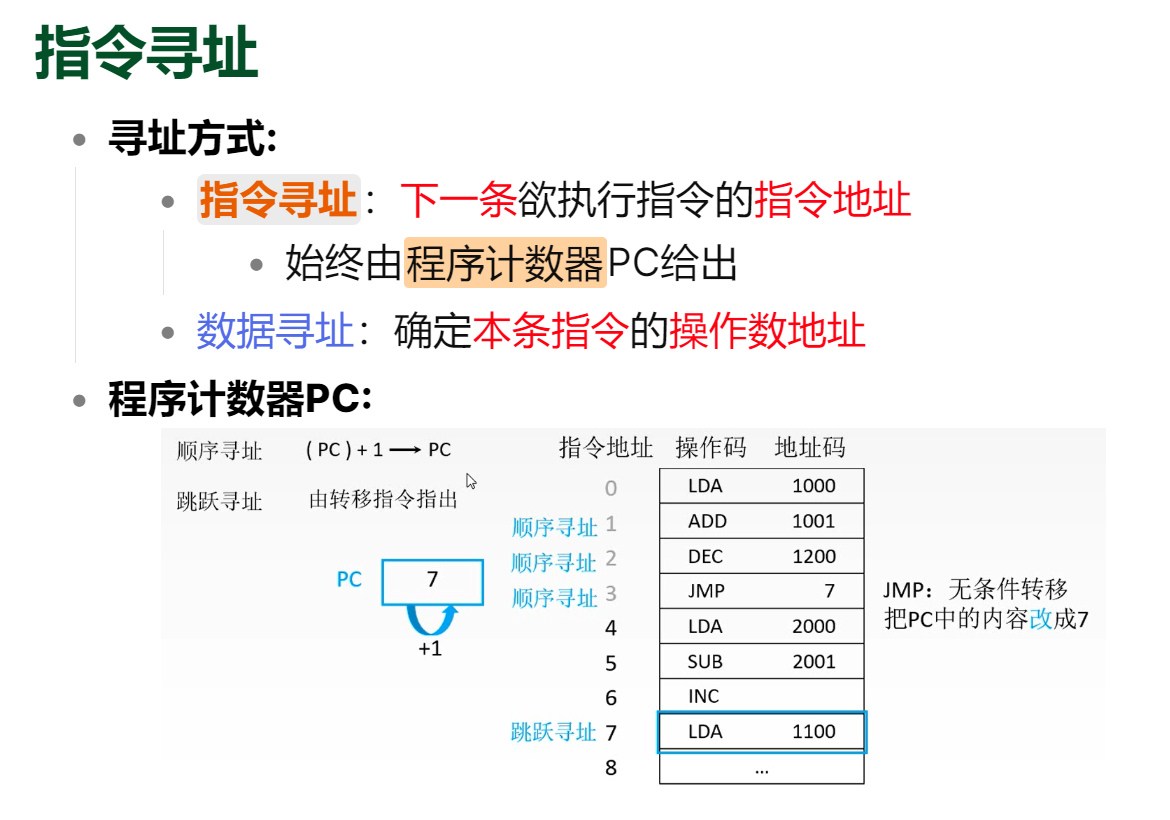 指令寻址
寻址方式:
指令寻址：下一条欲执行指令的指令地址
始终由程序计数器PC给出
数据寻址：确定本条指令的操作数地址
程序计数器PC:
顺序寻址 ( PC ) + 1 → PC
跳跃寻址 由转移指令指出
PC 7
+1
指令地址 操作码 地址码
0 LDA 1000
顺序寻址 1 ADD 1001
顺序寻址 2 DEC 1200
顺序寻址 3 JMP 7
4 LDA 2000
5 SUB 2001
6 INC
跳跃寻址 7 LDA 1100
8 ...
JMP：无条件转移
把PC中的内容改成7